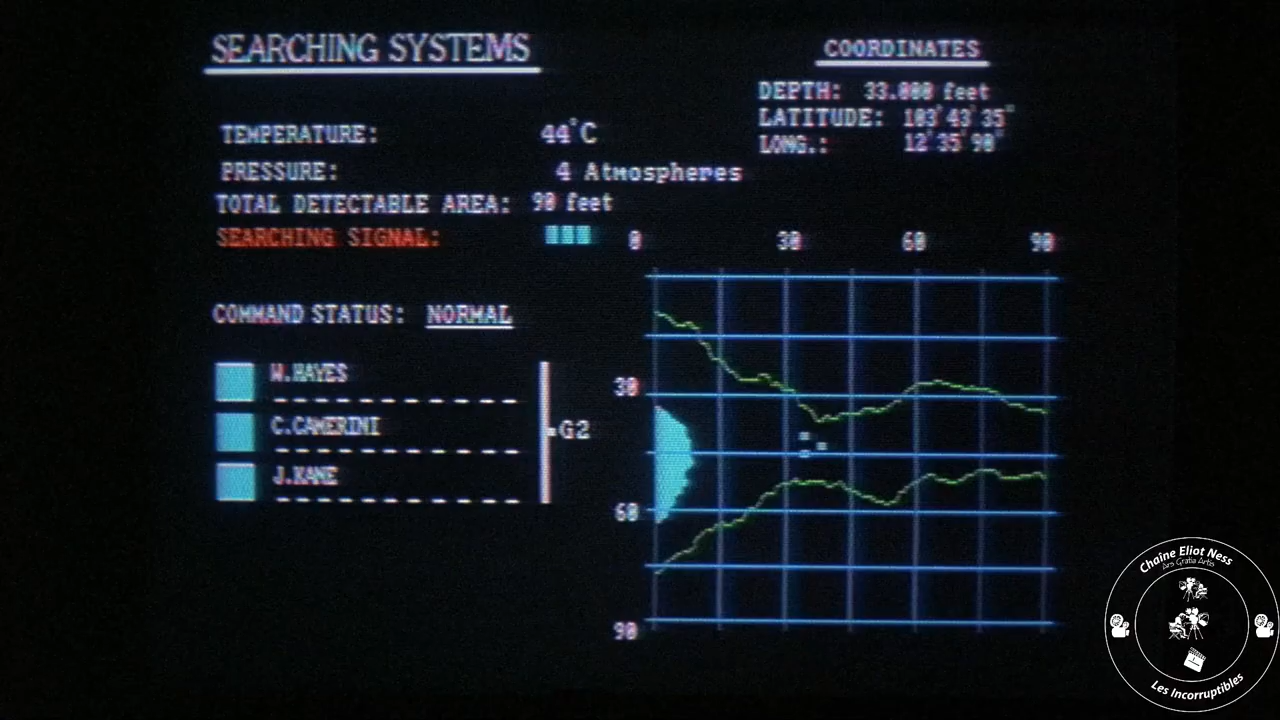 SEARCHING SYSTEMS
COORDINATES
DEPTH: 33.000 feet
LATITUDE: 103°43'35"
LONG.: 12°35'90"
TEMPERATURE: 44°C
PRESSURE: 4 Atmospheres
TOTAL DETECTABLE AREA: 90 feet
SEARCHING SIGNAL:
0 30 60 90
COMMAND STATUS: NORMAL
W.HAYES
C.CAMERINI
J.KANE
G2
30
60
90
Chaîne Eliot Ness
Ars Gratia Artis
Les Incorruptibles